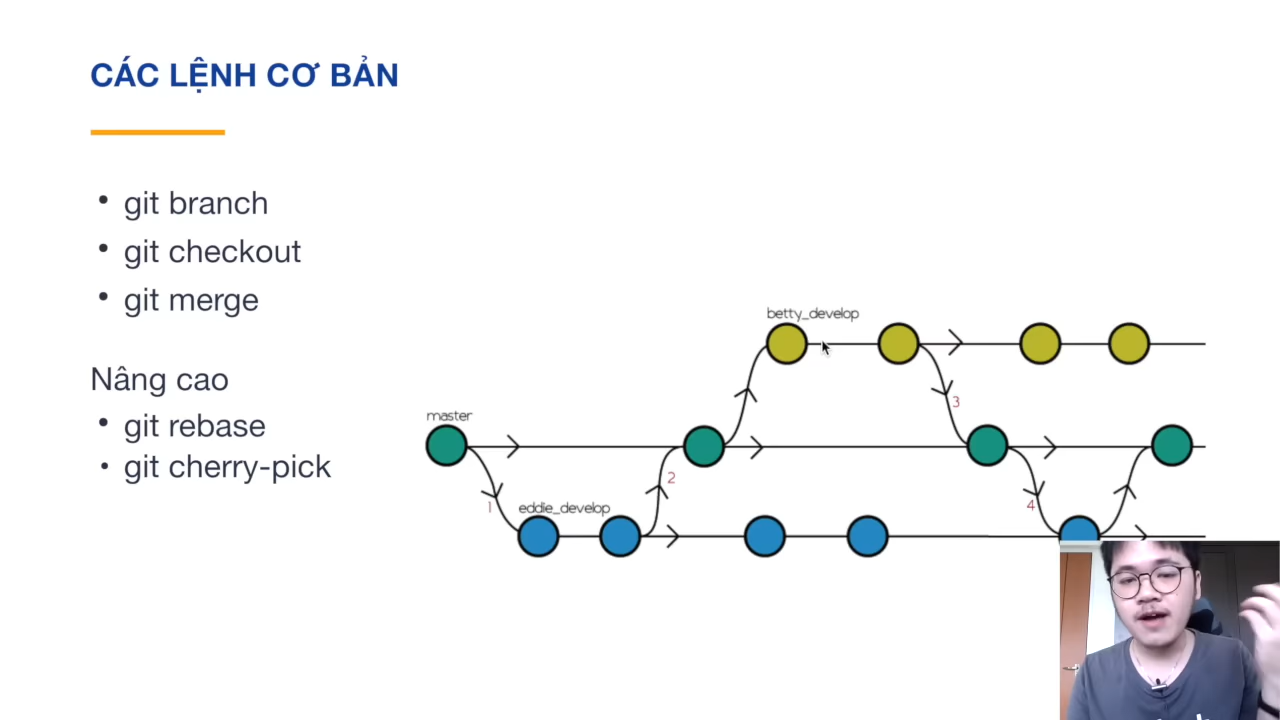 CÁC LỆNH CƠ BẢN
• git branch
• git checkout
• git merge
Nâng cao
• git rebase
• git cherry-pick
betty_develop
3
master
2
1
eddie_develop
4